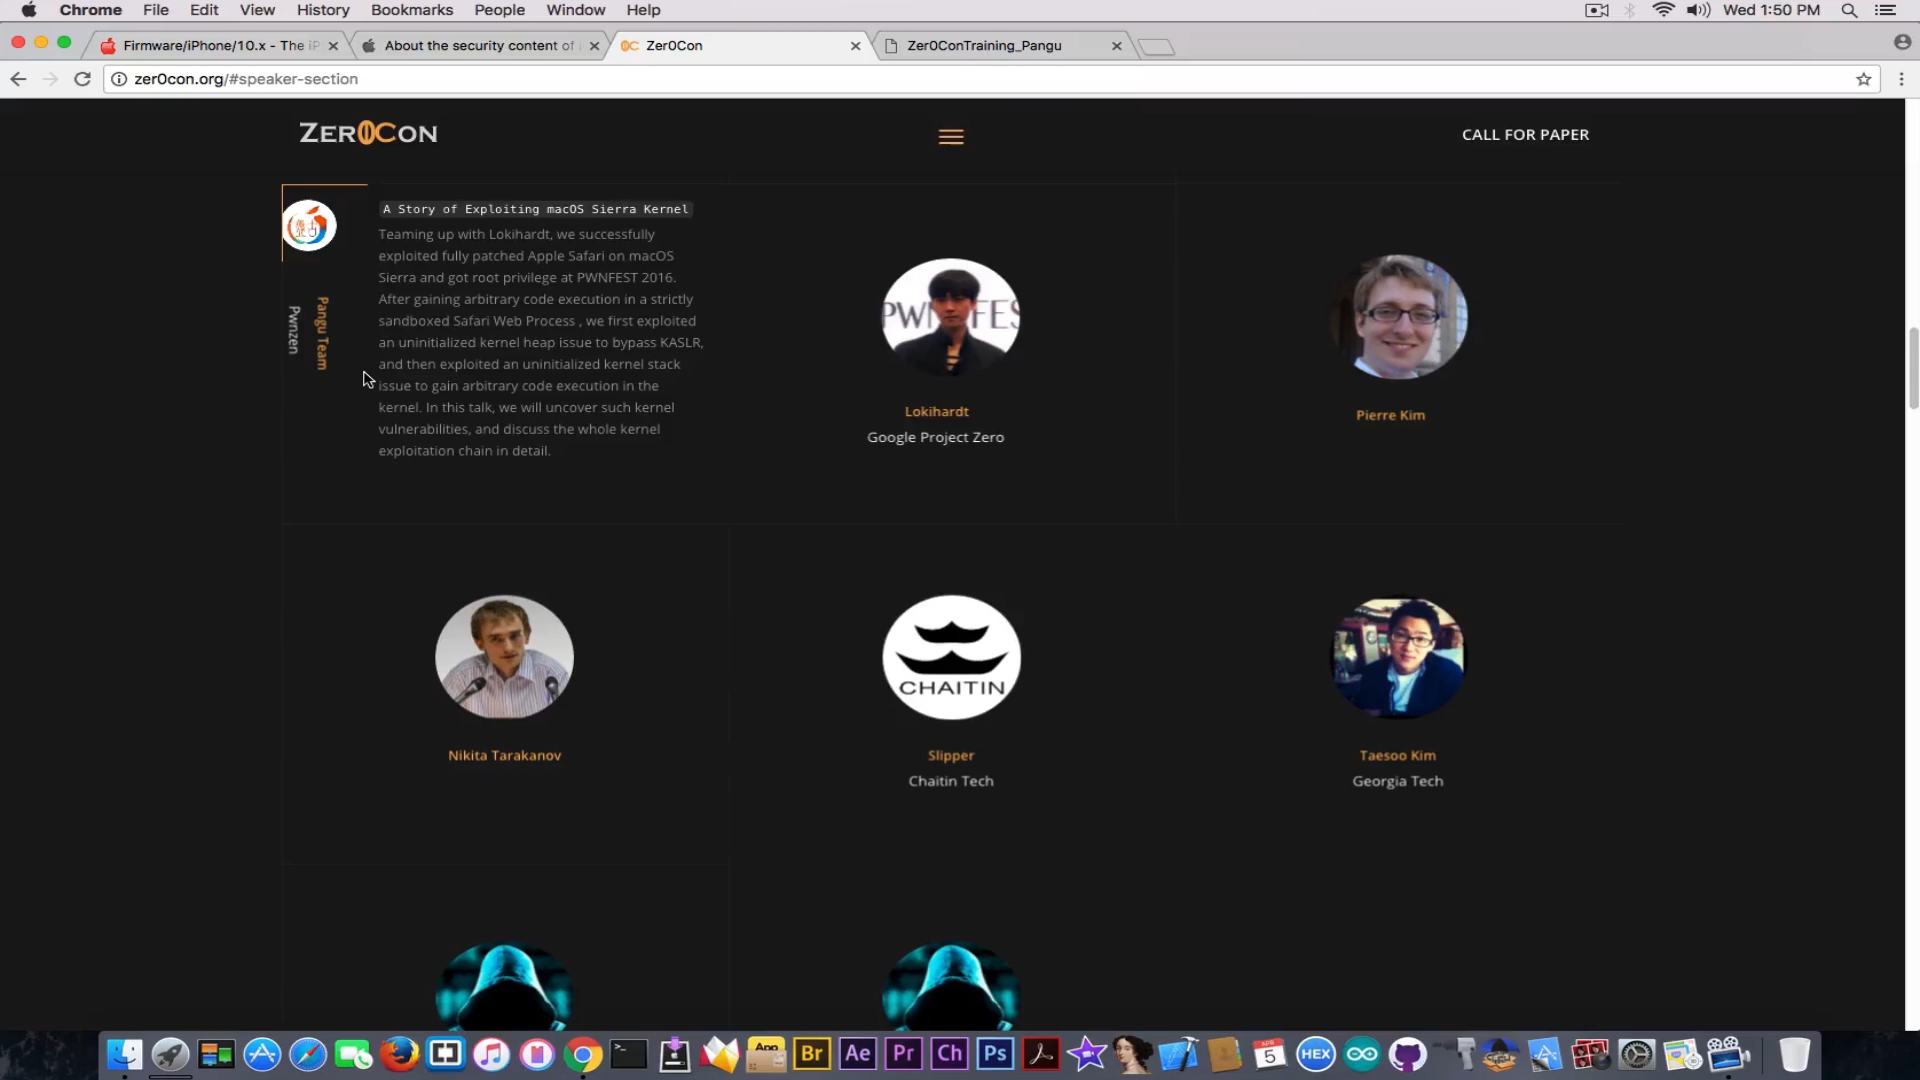 Chrome File Edit View History Bookmarks People Window Help Wed 1:50 PM
Firmware/iPhone/10.x - The iP About the security content of Zer0Con Zer0ConTraining_Pangu
zer0con.org/#speaker-section
ZER0CON CALL FOR PAPER
A Story of Exploiting macOS Sierra Kernel
Teaming up with Lokihardt, we successfully
exploited fully patched Apple Safari on macOS
Sierra and got root privilege at PWNFEST 2016.
After gaining arbitrary code execution in a strictly
sandboxed Safari Web Process , we first exploited
an uninitialized kernel heap issue to bypass KASLR,
and then exploited an uninitialized kernel stack
issue to gain arbitrary code execution in the
kernel. In this talk, we will uncover such kernel
vulnerabilities, and discuss the whole kernel
exploitation chain in detail.
Pangu Team
Pwnzen
Lokihardt
Google Project Zero
Pierre Kim
Nikita Tarakanov
CHAITIN
Slipper
Chaitin Tech
Taesoo Kim
Georgia Tech
Br Ae Pr Ch Ps 5 HEX